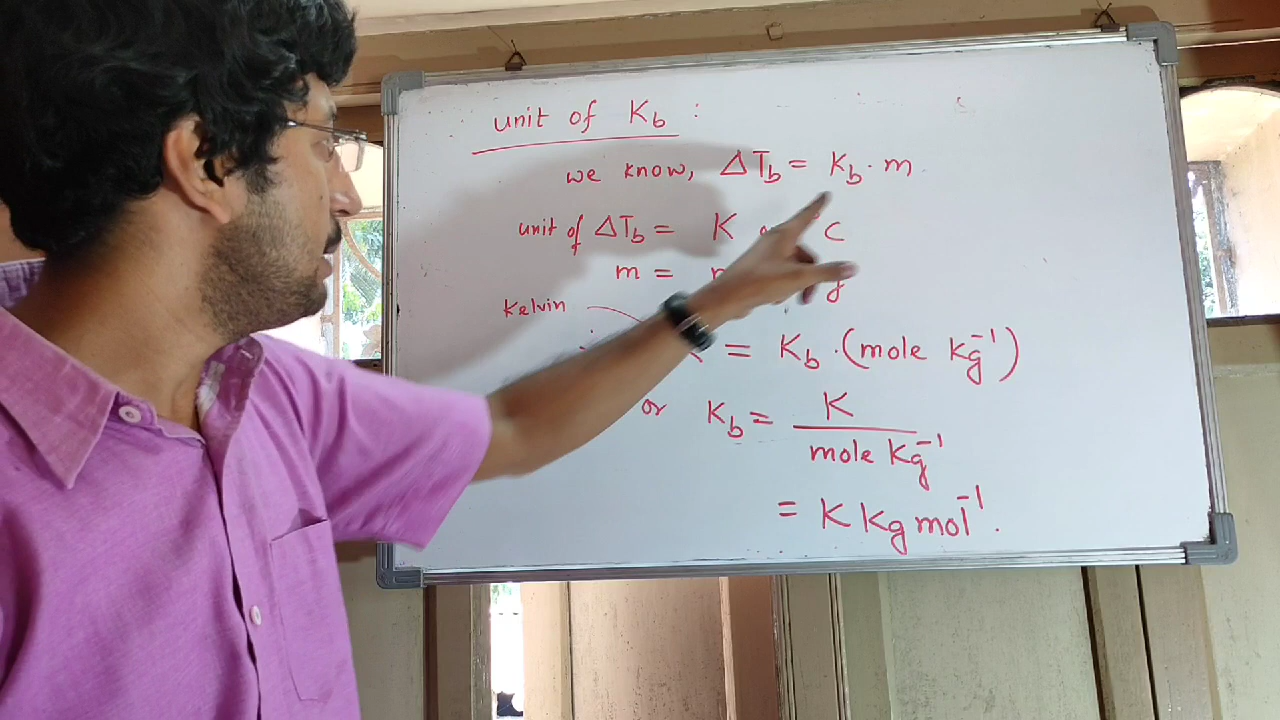 unit of Kb :
we know, ΔTb = Kb · m
unit of ΔTb = K C
m =
Kelvin
= Kb · (mole Kg⁻¹)
or Kb = K / mole Kg⁻¹
= K Kg mol⁻¹.